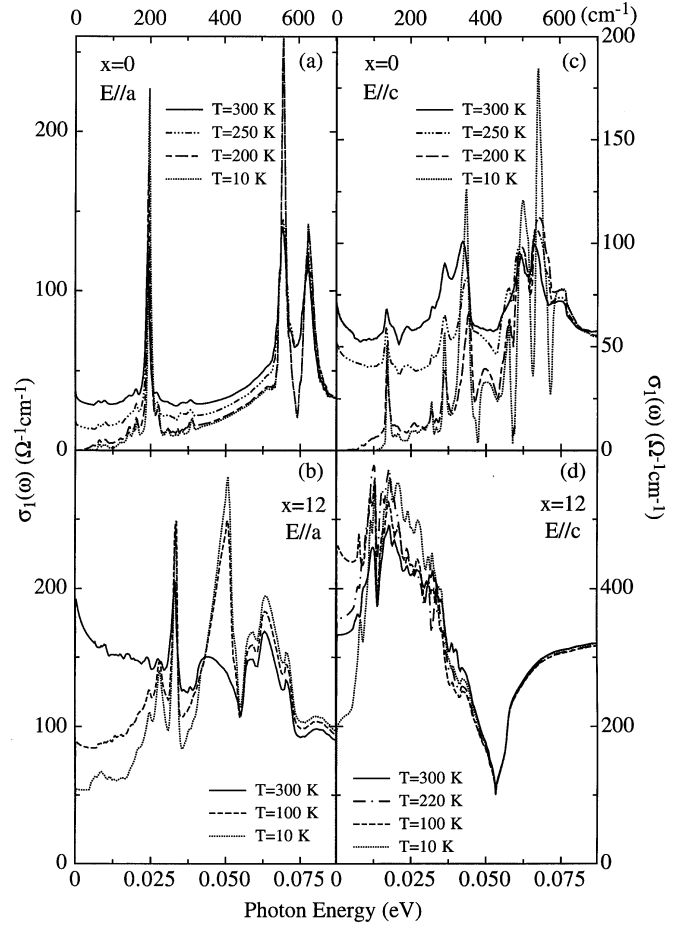 0 200 400 600 0 200 400 600 (cm⁻¹)
x=0 (a)
E//a
T=300 K
T=250 K
T=200 K
T=10 K
x=0 (c)
E//c
T=300 K
T=250 K
T=200 K
T=10 K
200
100
0
200
150
100
50
0
σ₁(ω) (Ω⁻¹cm⁻¹)
σ₁(ω) (Ω⁻¹cm⁻¹)
(b)
x=12
E//a
T=300 K
T=100 K
T=10 K
(d)
x=12
E//c
T=300 K
T=220 K
T=100 K
T=10 K
200
100
0
400
200
0
0 0.025 0.050 0.075 0 0.025 0.050 0.075
Photon Energy (eV)